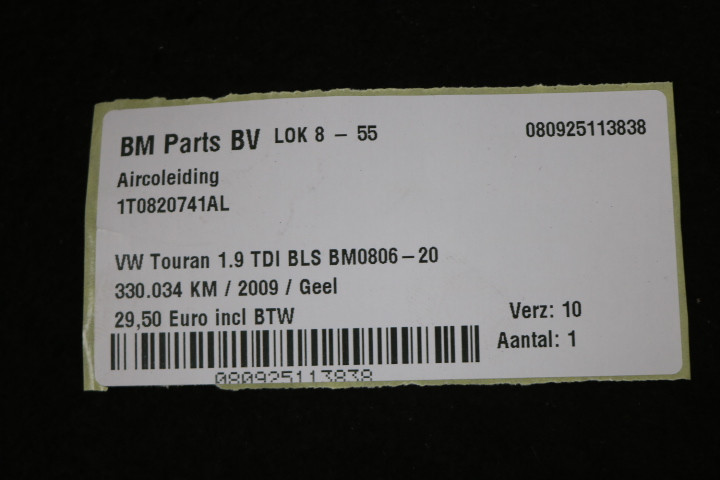 BM Parts BV LOK 8 - 55 080925113838
Aircoleiding
1T0820741AL
VW Touran 1.9 TDI BLS BM0806-20
330.034 KM / 2009 / Geel
29,50 Euro incl BTW
Verz: 10
Aantal: 1
080925113838